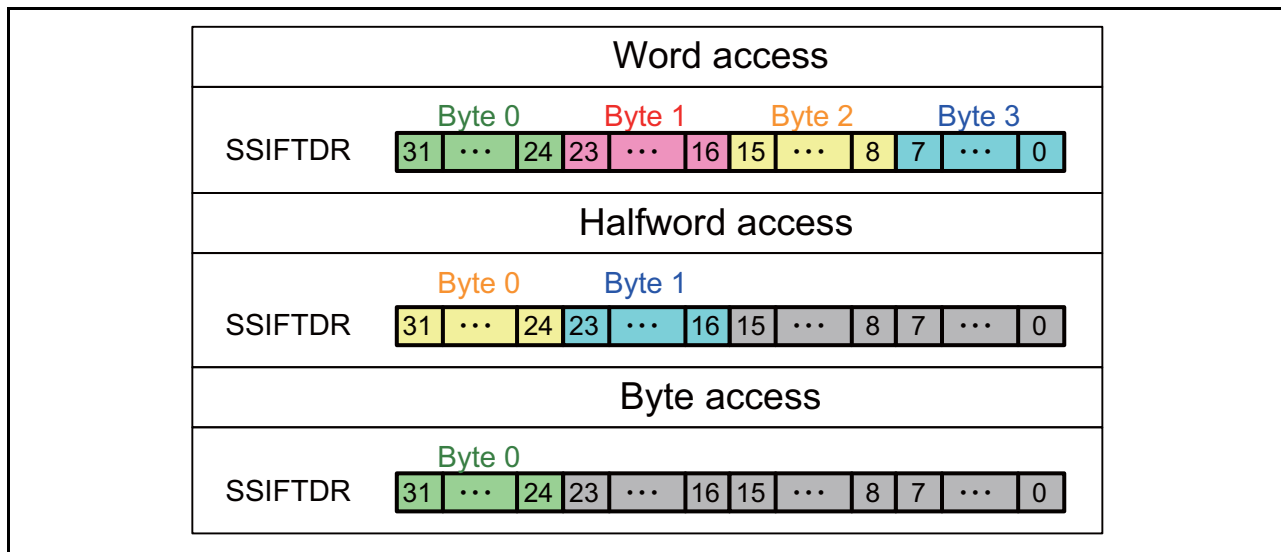 Word access
Byte 0 Byte 1 Byte 2 Byte 3
SSIFTDR 31 ··· 24 23 ··· 16 15 ··· 8 7 ··· 0
Halfword access
Byte 0 Byte 1
SSIFTDR 31 ··· 24 23 ··· 16 15 ··· 8 7 ··· 0
Byte access
Byte 0
SSIFTDR 31 ··· 24 23 ··· 16 15 ··· 8 7 ··· 0